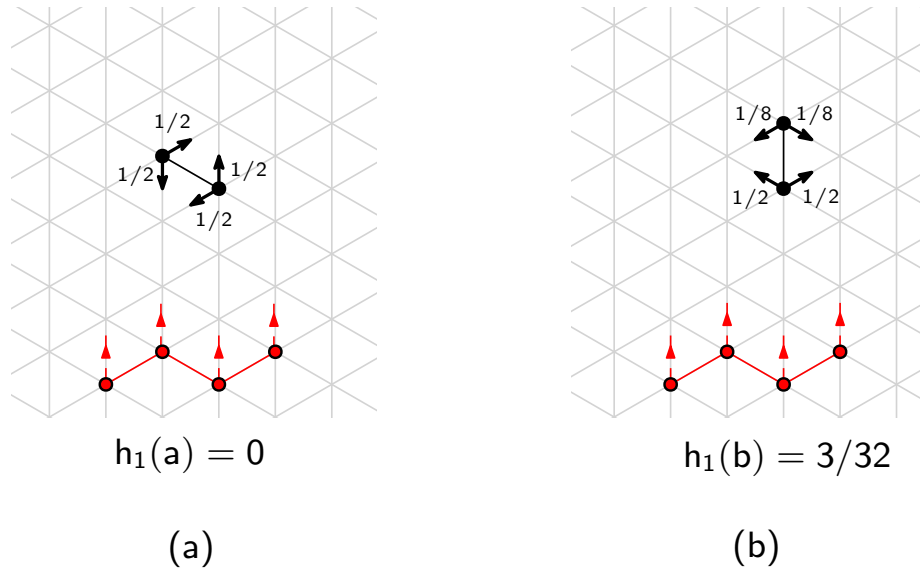 1/2
1/2
1/2
1/2
h₁(a) = 0
(a)
1/8 1/8
1/2 1/2
h₁(b) = 3/32
(b)